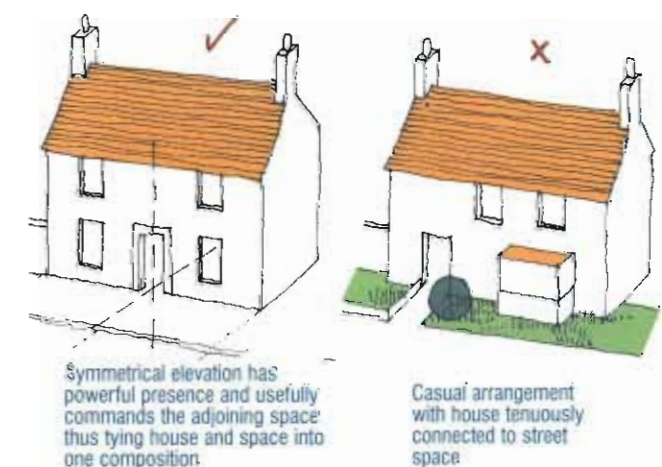 Symmetrical elevation has
powerful presence and usefully
commands the adjoining space
thus tying house and space into
one composition
Casual arrangement
with house tenuously
connected to street
space